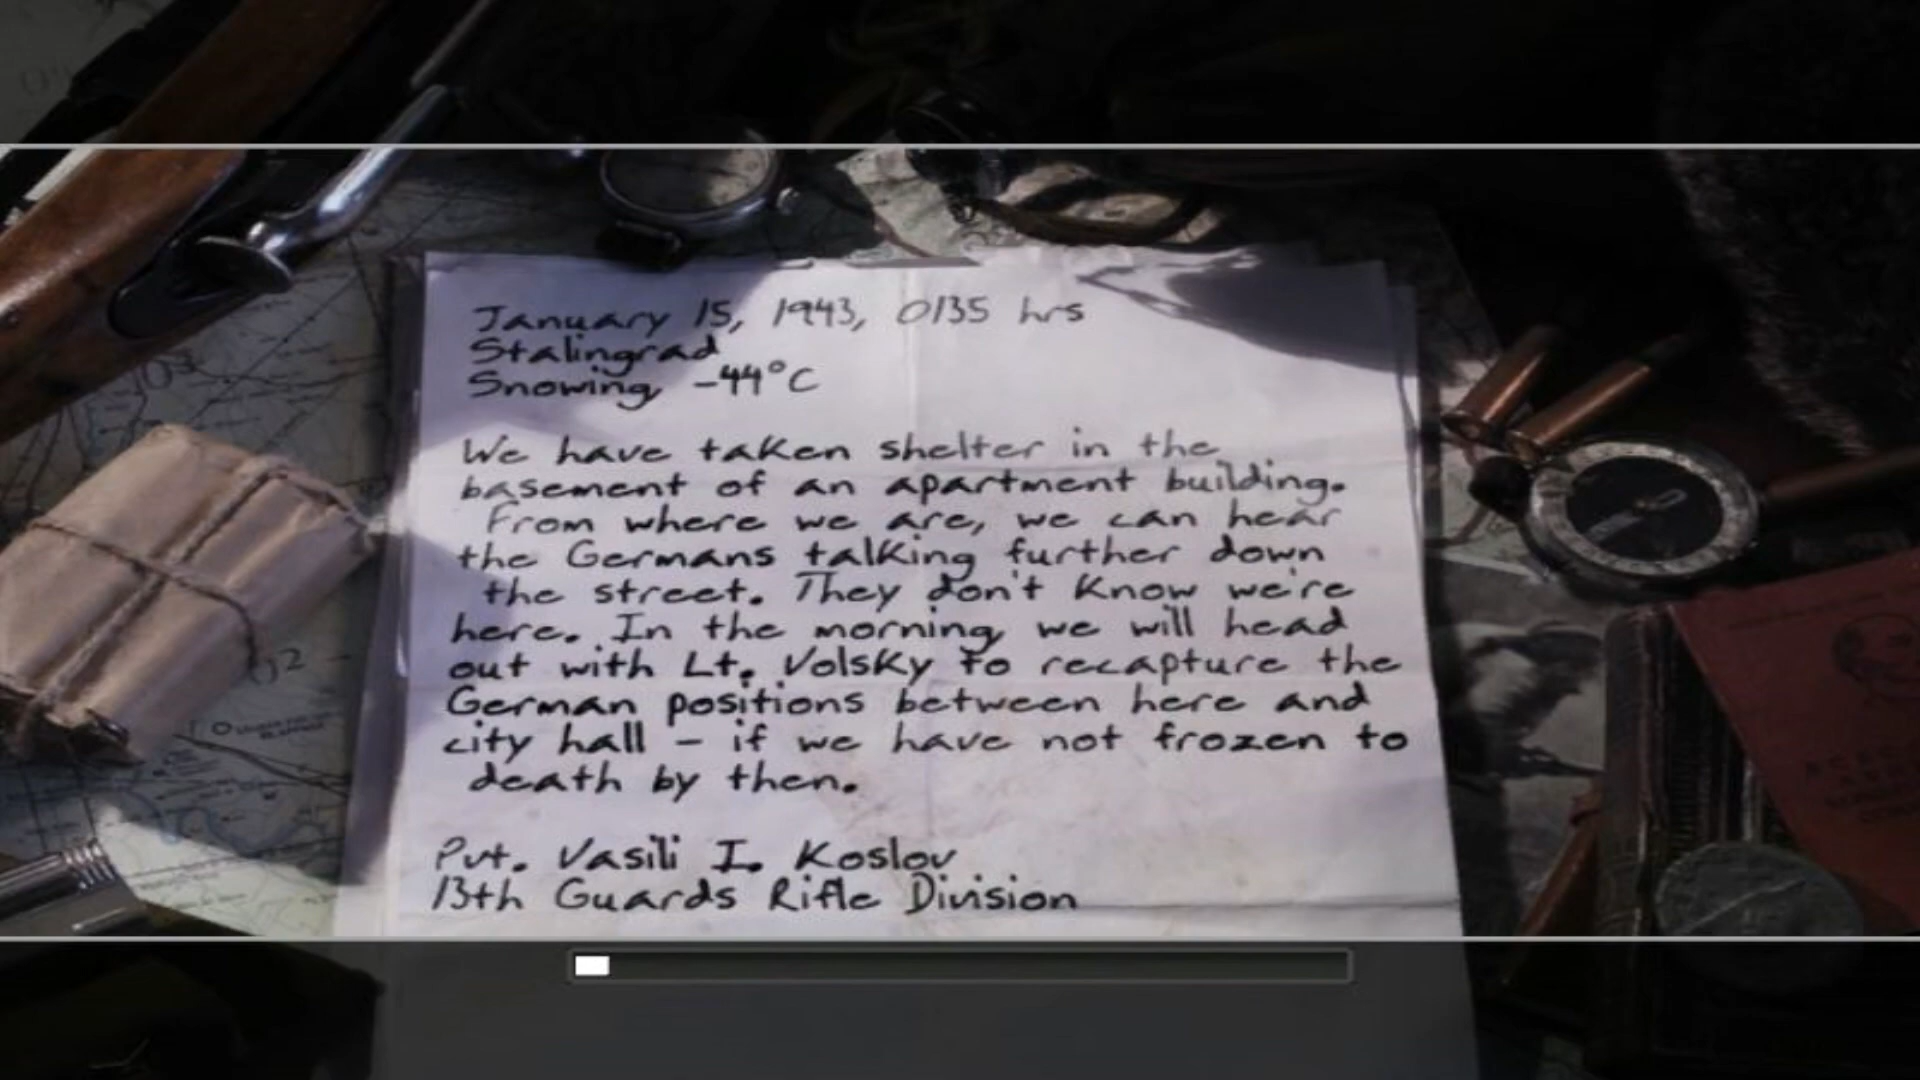 January 15, 1943, 0135 hrs
Stalingrad
Snowing, -44°C
We have taken shelter in the
basement of an apartment building.
From where we are, we can hear
the Germans talking further down
the street. They don't know we're
here. In the morning, we will head
out with Lt. Volsky to recapture the
German positions between here and
city hall - if we have not frozen to
death by then.
Pvt. Vasili I. Koslov
13th Guards Rifle Division